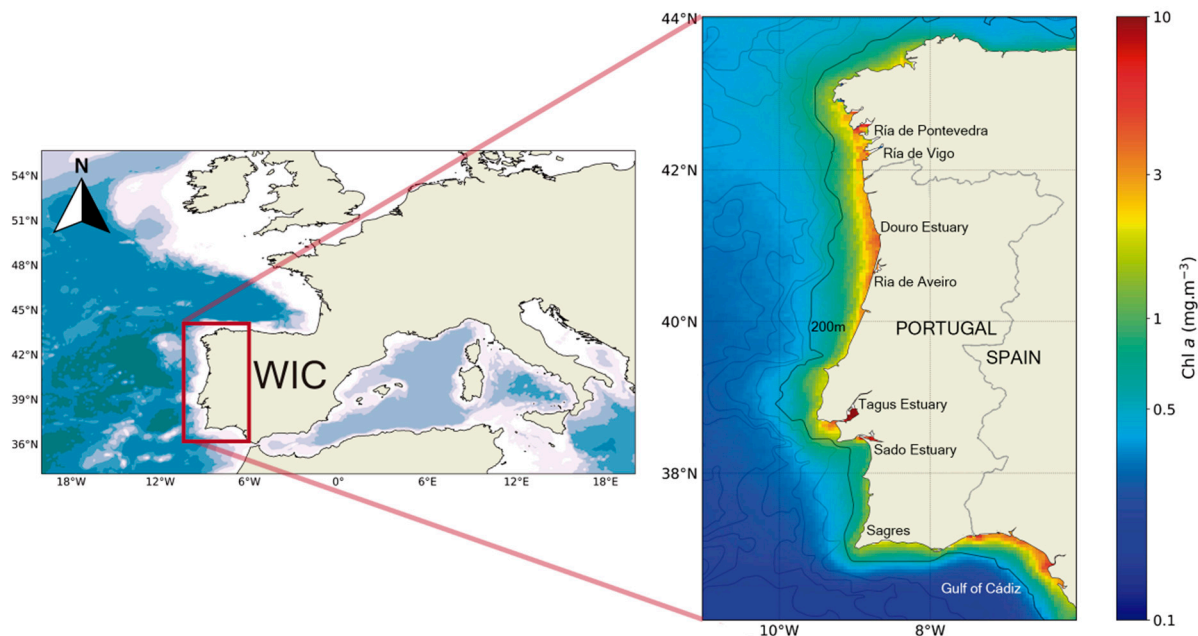 N
54°N
51°N
48°N
45°N
42°N
39°N
36°N
18°W
12°W
6°W
0°
6°E
12°E
18°E
WIC
44°N
42°N
40°N
38°N
10°W
8°W
Ría de Pontevedra
Ría de Vigo
Douro Estuary
Ria de Aveiro
200m
PORTUGAL
SPAIN
Tagus Estuary
Sado Estuary
Sagres
Gulf of Cádiz
10
3
1
0.5
0.1
Chl a (mg.m⁻³)